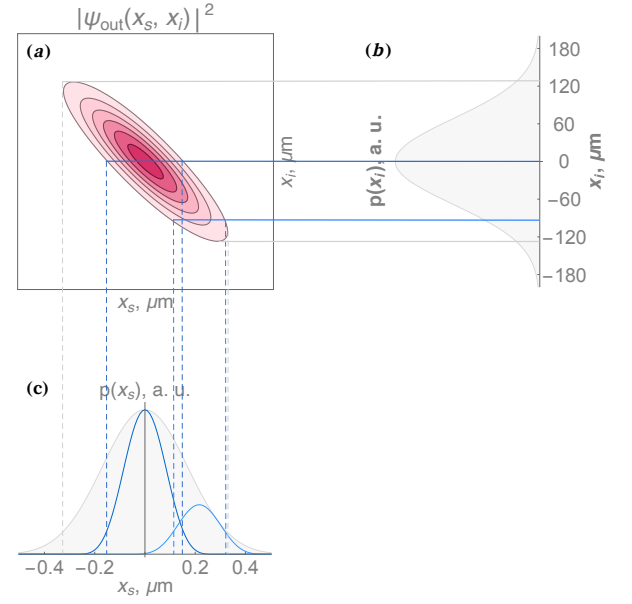 |ψout(xs, xi)|²
(a)
xi, μm
xs, μm
(b)
p(xi), a. u.
180
120
60
0
−60
−120
−180
xi, μm
(c)
p(xs), a. u.
−0.4 −0.2 0.2 0.4
xs, μm